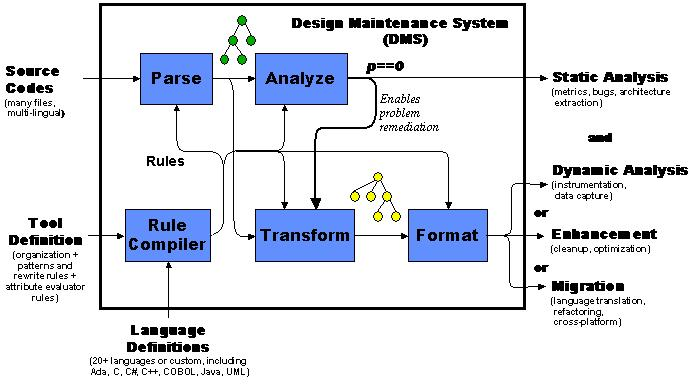 Design Maintenance System
(DMS)
Source
Codes
(many files,
multi-lingual)
Parse
Analyze
p==0
Enables
problem
remediation
Static Analysis
(metrics, bugs, architecture
extraction)
and
Rules
Dynamic Analysis
(instrumentation,
data capture)
or
Tool
Definition
(organization +
patterns and
rewrite rules +
attribute evaluator
rules)
Rule
Compiler
Transform
Format
Enhancement
(cleanup, optimization)
or
Migration
(language translation,
refactoring,
cross-platform)
Language
Definitions
(20+ languages or custom, including
Ada, C, C#, C++, COBOL, Java, UML)